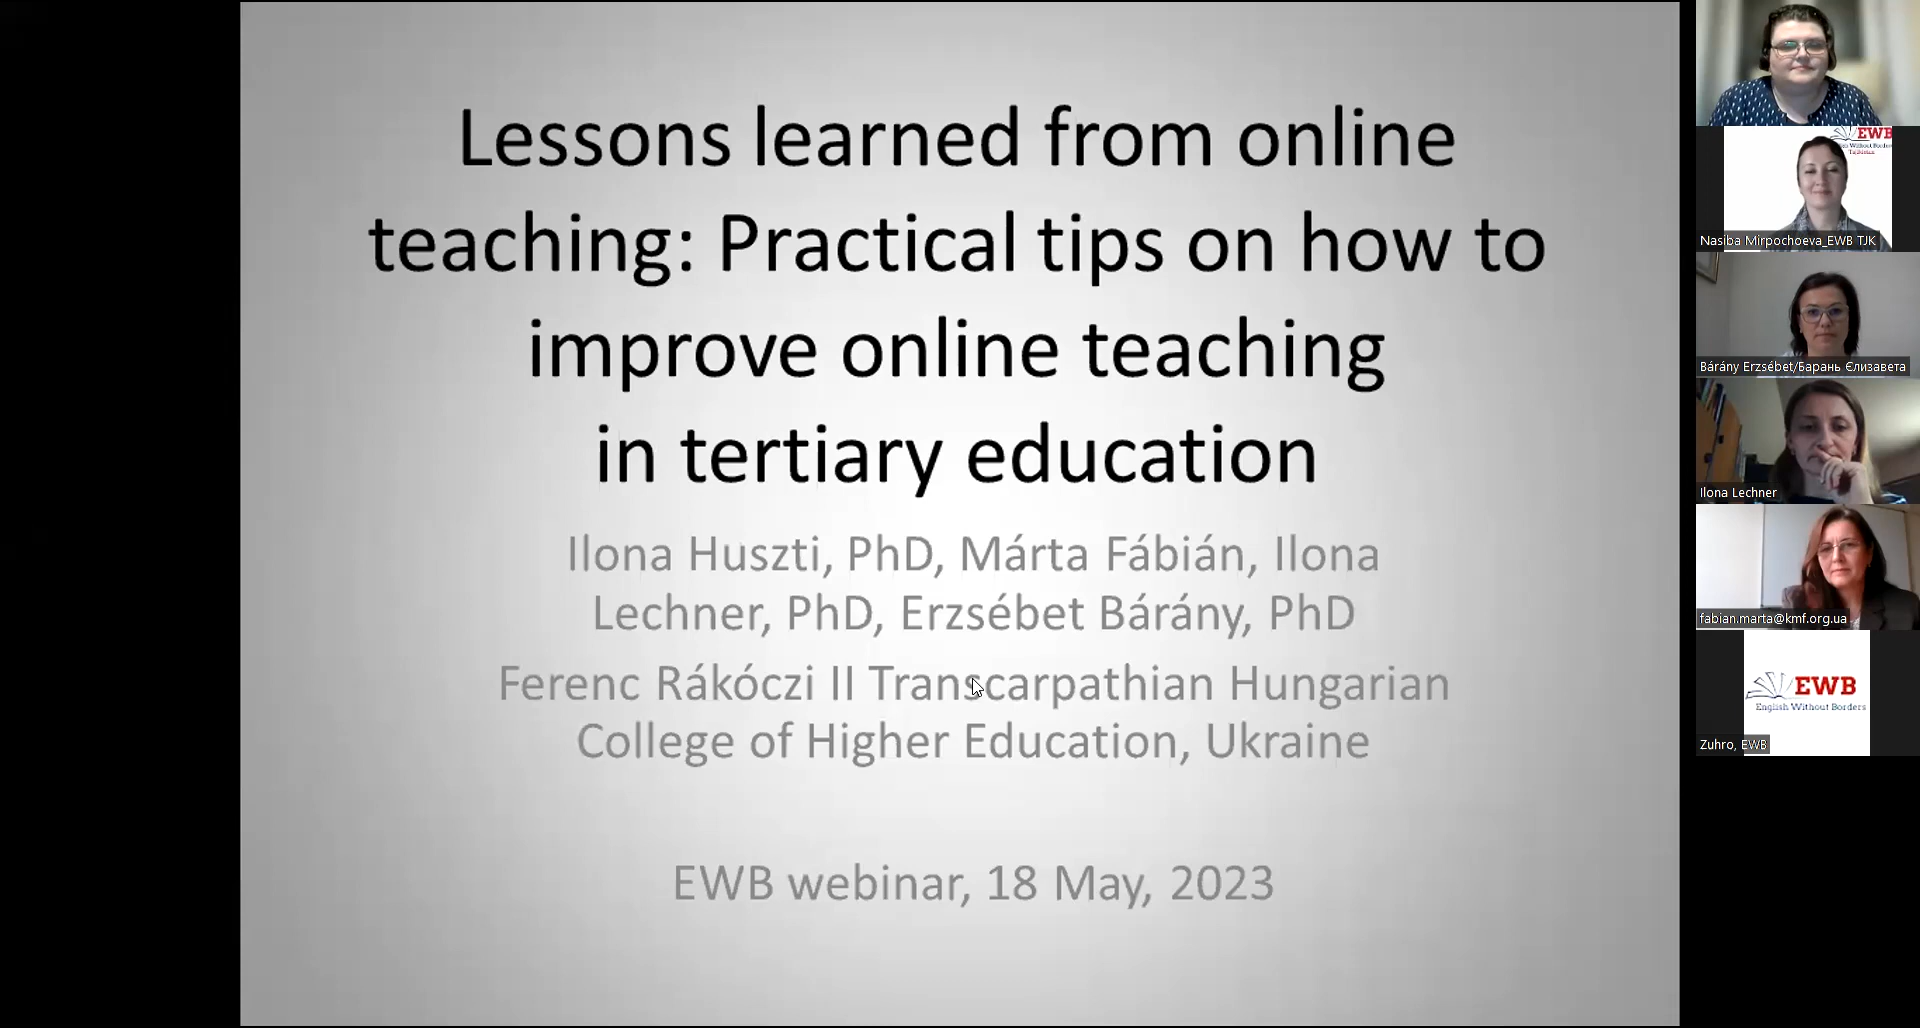 Lessons learned from online
teaching: Practical tips on how to
improve online teaching
in tertiary education
Ilona Huszti, PhD, Márta Fábián, Ilona
Lechner, PhD, Erzsébet Bárány, PhD
Ferenc Rákóczi II Transcarpathian Hungarian
College of Higher Education, Ukraine
EWB webinar, 18 May, 2023
EWB
Tajikistan
Nasiba Mirpochoeva_EWB TJK
Bárány Erzsébet/Барань Єлизавета
Ilona Lechner
fabian.marta@kmf.org.ua
EWB
English Without Borders
Zuhro, EWB